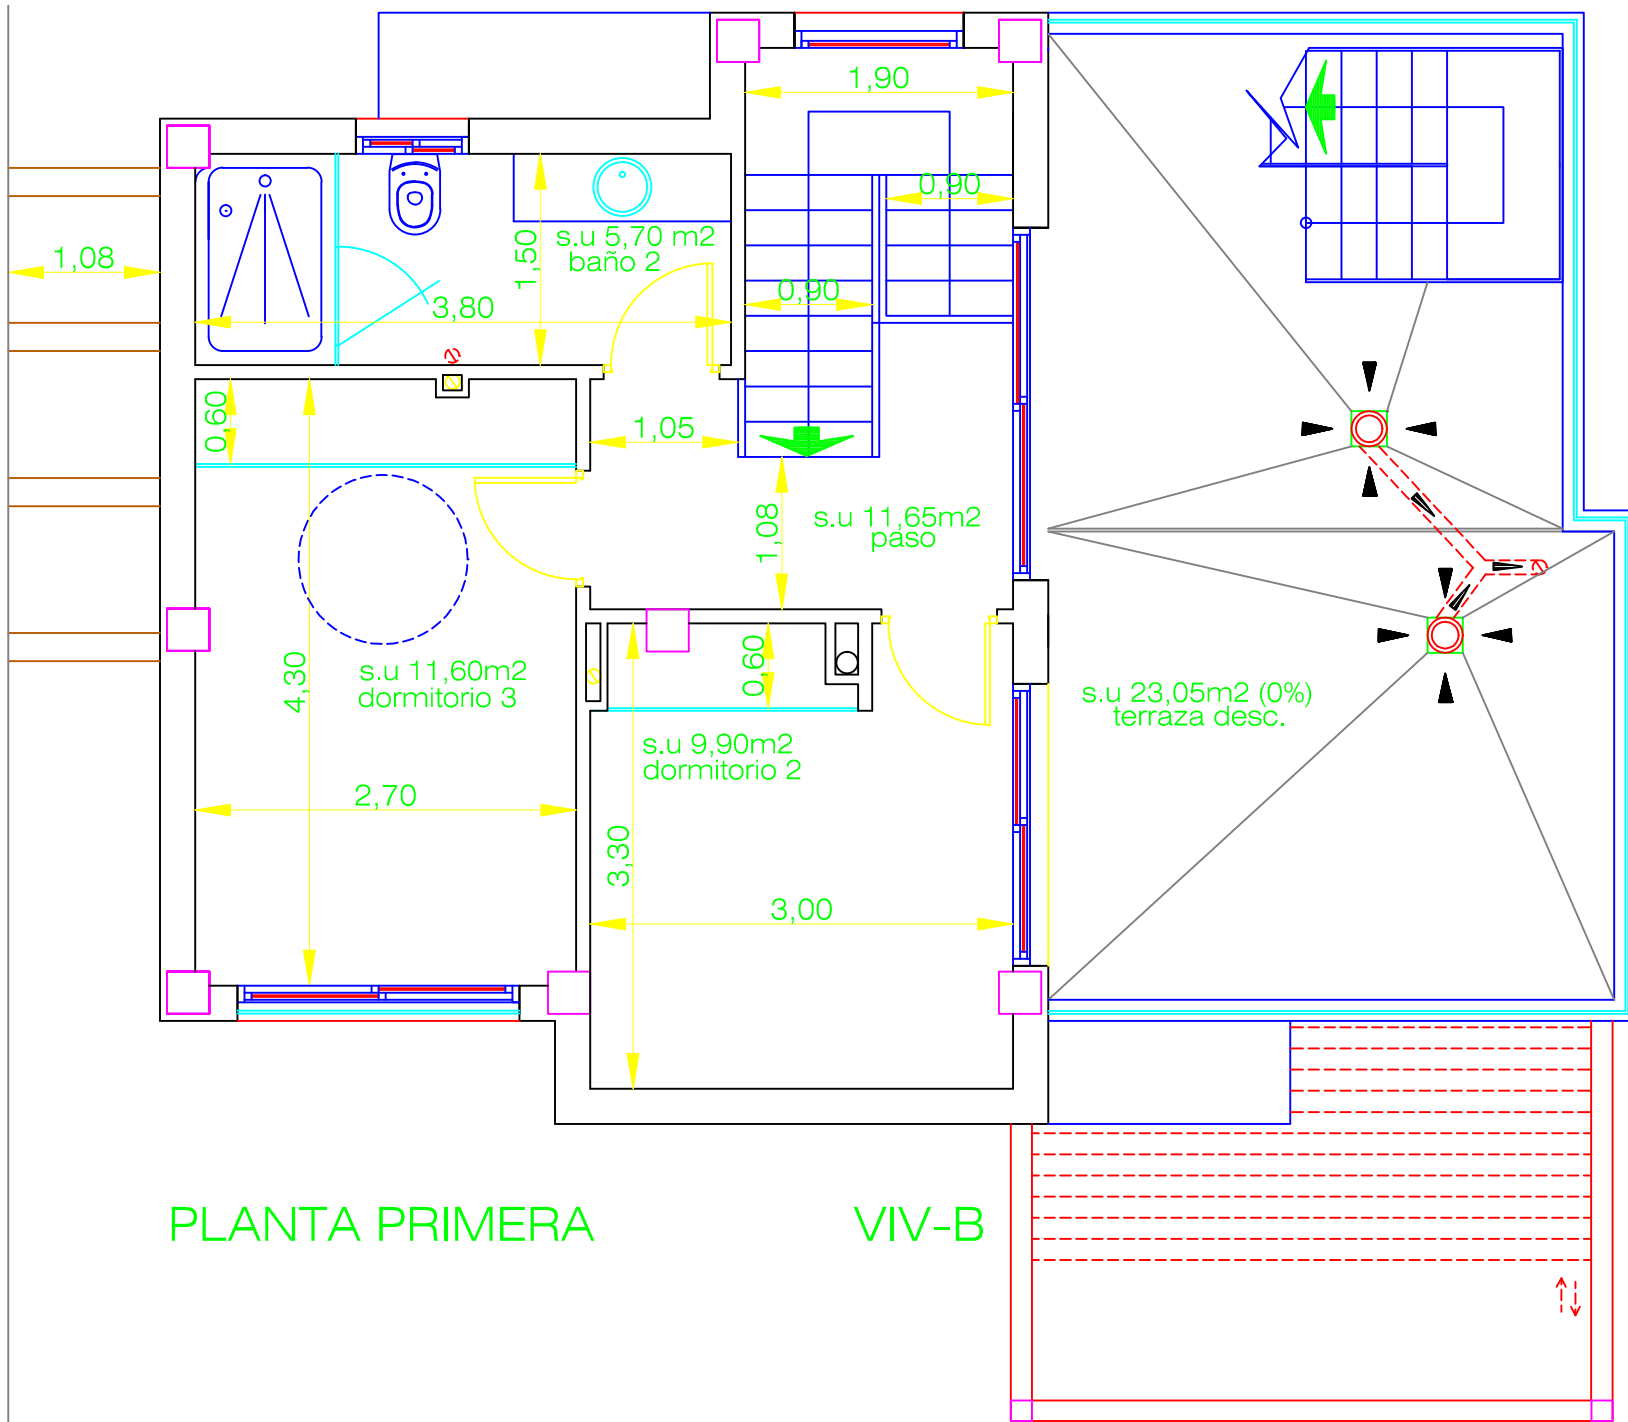 1,90
0,90
s.u 5,70 m2
baño 2
1,50
1,08
3,80
0,90
0,60
1,05
1,08
s.u 11,65m2
paso
s.u 11,60m2
dormitorio 3
4,30
0,60
s.u 23,05m2 (0%)
terraza desc.
s.u 9,90m2
dormitorio 2
2,70
3,30
3,00
PLANTA PRIMERA
VIV-B